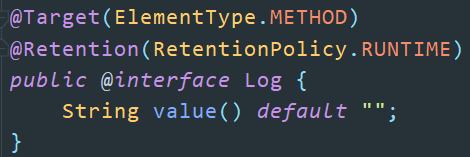 @Target(ElementType.METHOD)
@Retention(RetentionPolicy.RUNTIME)
public @interface Log {
    String value() default "";
}